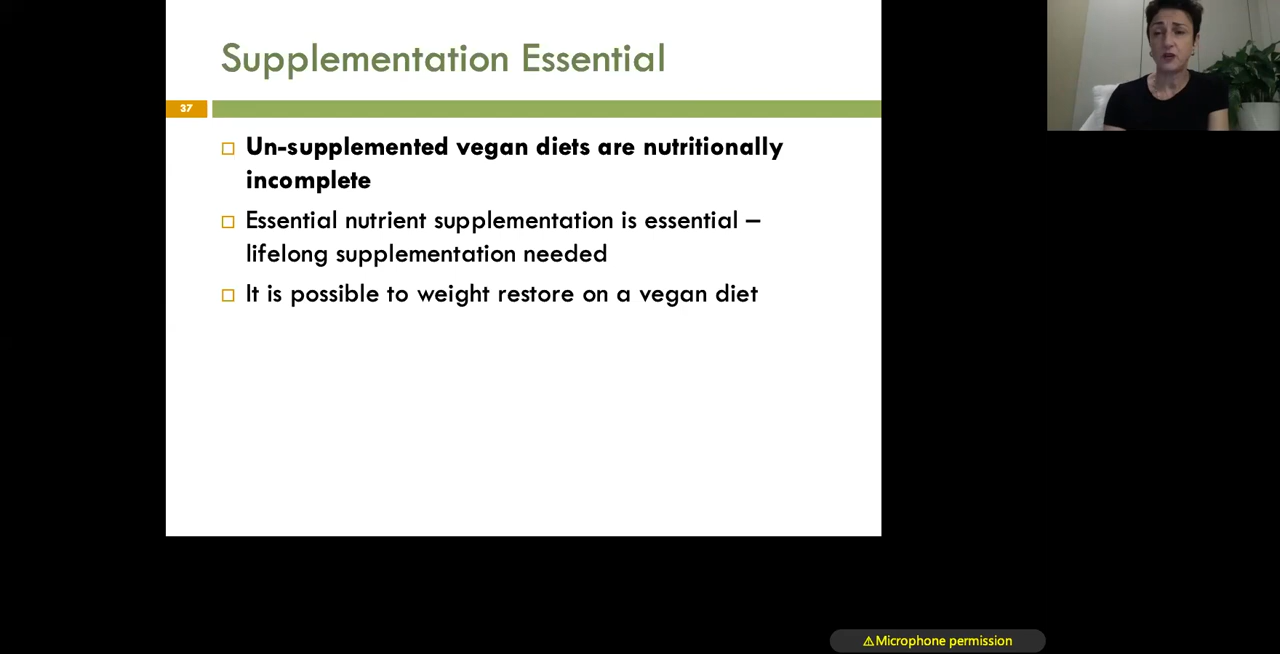 Supplementation Essential
37
Un-supplemented vegan diets are nutritionally
incomplete
Essential nutrient supplementation is essential –
lifelong supplementation needed
It is possible to weight restore on a vegan diet
⚠Microphone permission